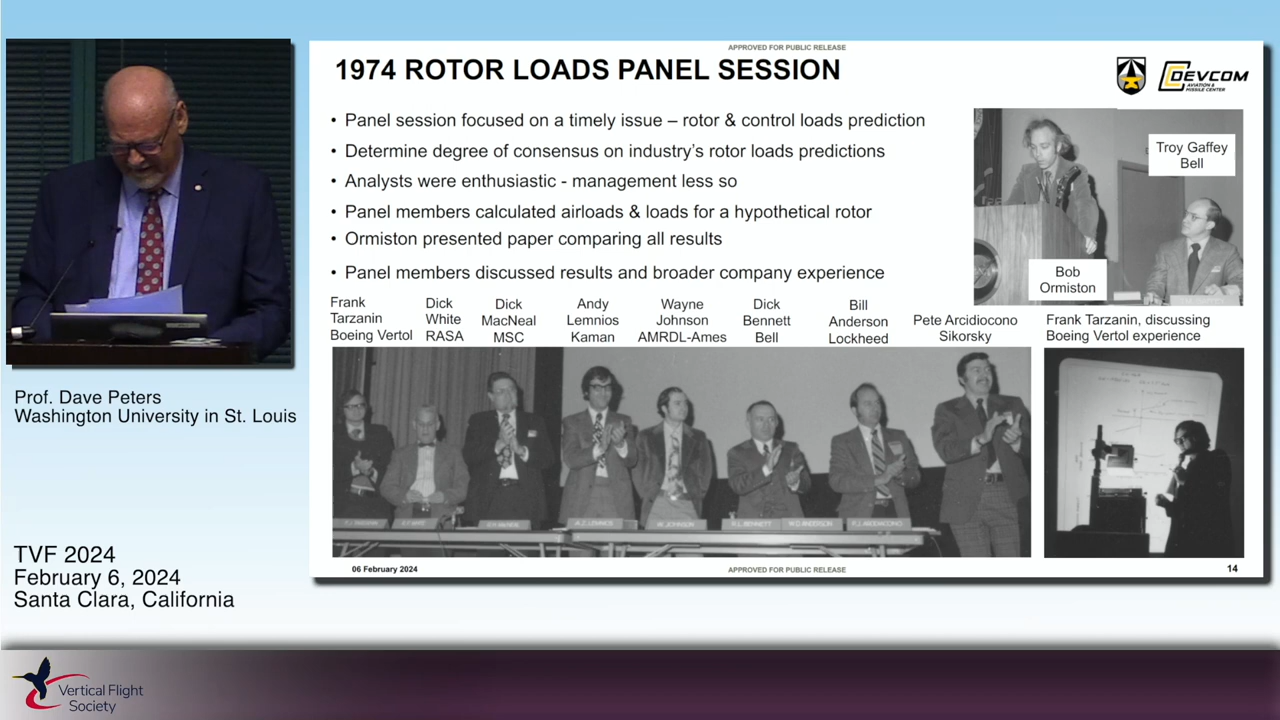 APPROVED FOR PUBLIC RELEASE
1974 ROTOR LOADS PANEL SESSION
DEVCOM
AVIATION &
MISSILE CENTER
• Panel session focused on a timely issue – rotor & control loads prediction
• Determine degree of consensus on industry's rotor loads predictions
• Analysts were enthusiastic - management less so
• Panel members calculated airloads & loads for a hypothetical rotor
• Ormiston presented paper comparing all results
• Panel members discussed results and broader company experience
Troy Gaffey
Bell
Bob
Ormiston
Frank
Tarzanin
Boeing Vertol
Dick
White
RASA
Dick
MacNeal
MSC
Andy
Lemnios
Kaman
Wayne
Johnson
AMRDL-Ames
Dick
Bennett
Bell
Bill
Anderson
Lockheed
Pete Arcidiocono
Sikorsky
Frank Tarzanin, discussing
Boeing Vertol experience
W. JOHNSON
R.L. BENNETT
W.D. ANDERSON
06 February 2024
APPROVED FOR PUBLIC RELEASE
14
Prof. Dave Peters
Washington University in St. Louis
TVF 2024
February 6, 2024
Santa Clara, California
Vertical Flight
Society